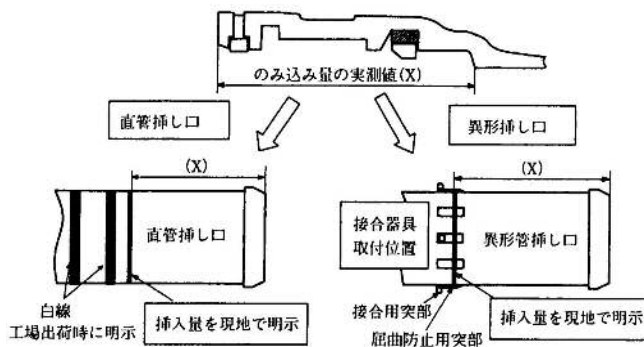 のみ込み量の実測値(X)
直管挿し口
異形挿し口
(X)
(X)
直管挿し口
接合器具
取付位置
異形管挿し口
白線
工場出荷時に明示
挿入量を現地で明示
接合用突部
屈曲防止用突部
挿入量を現地で明示